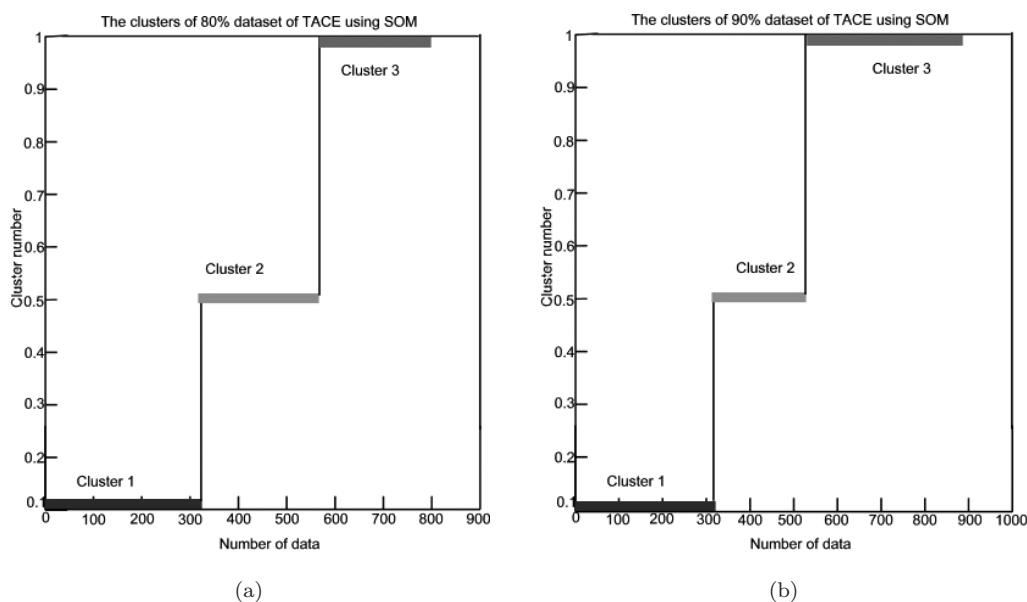 The clusters of 80% dataset of TACE using SOM
1
0.9
0.8
0.7
0.6
0.5
0.4
0.3
0.2
0.1
Cluster number
Cluster 3
Cluster 2
Cluster 1
0 100 200 300 400 500 600 700 800 900
Number of data
(a)
The clusters of 90% dataset of TACE using SOM
1
0.9
0.8
0.7
0.6
0.5
0.4
0.3
0.2
0.1
Cluster number
Cluster 3
Cluster 2
Cluster 1
0 100 200 300 400 500 600 700 800 900 1000
Number of data
(b)